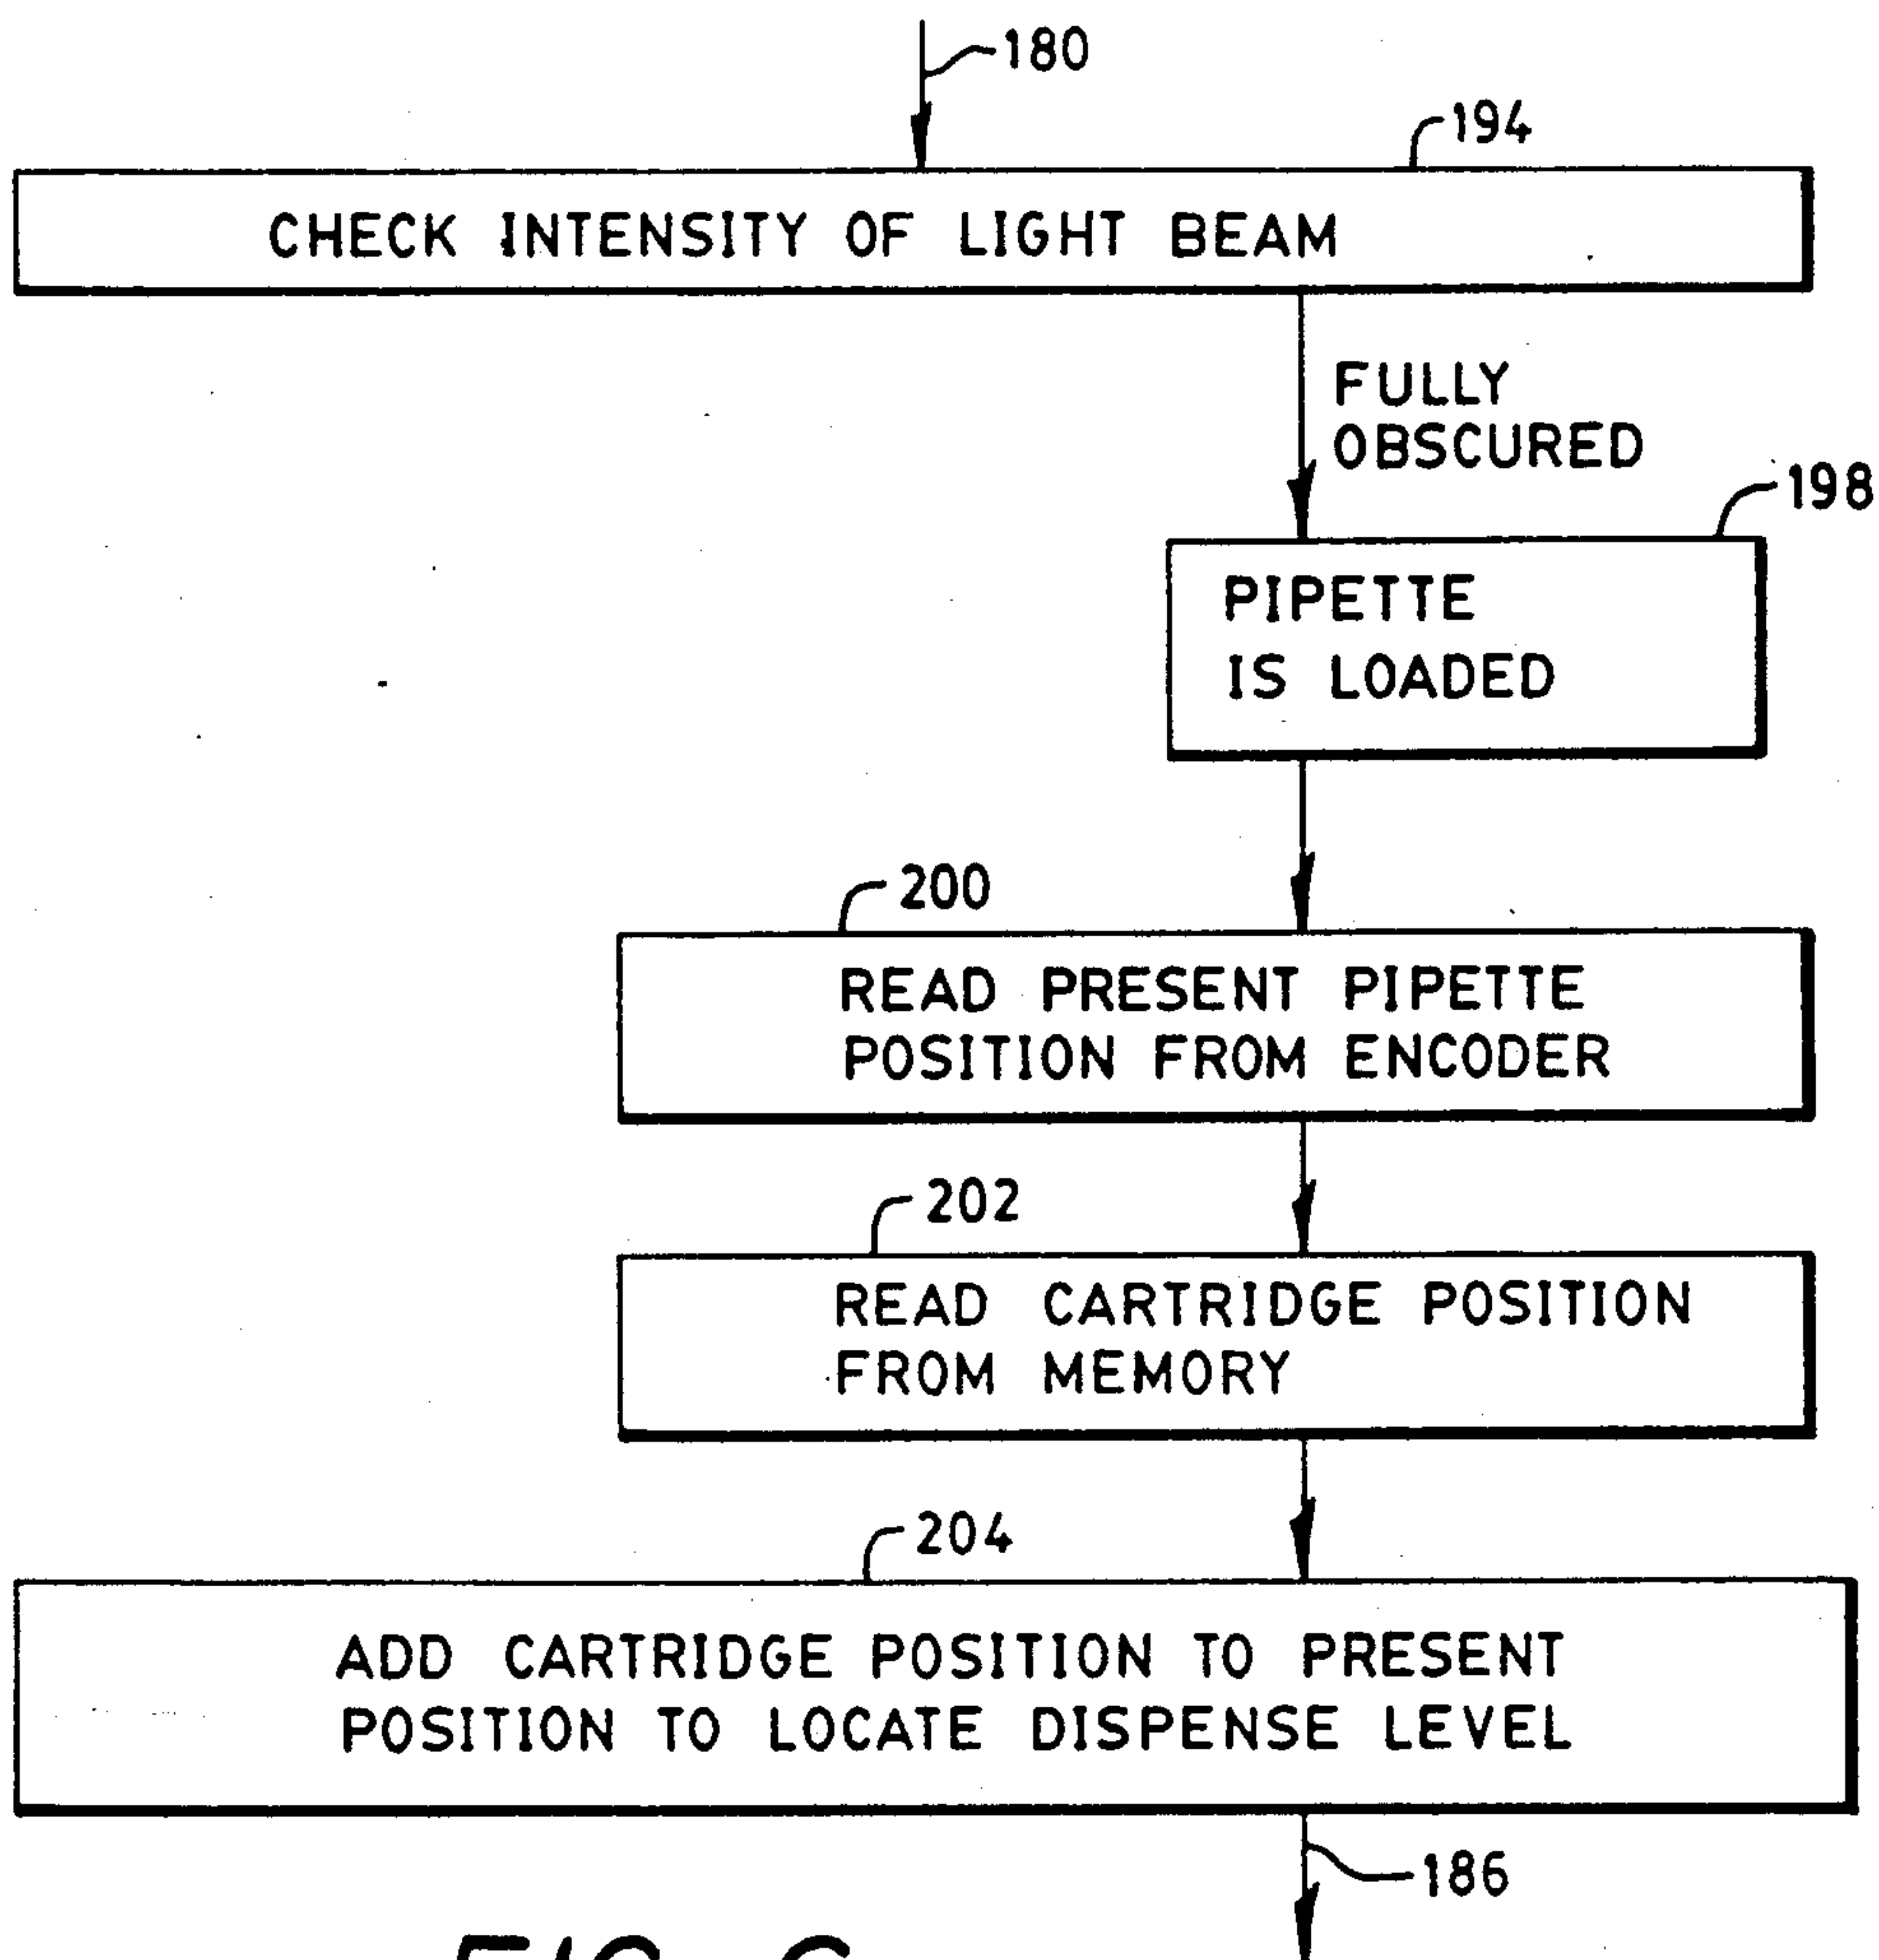 180
194
CHECK INTENSITY OF LIGHT BEAM
FULLY
OBSCURED
198
PIPETTE
IS LOADED
200
READ PRESENT PIPETTE
POSITION FROM ENCODER
202
READ CARTRIDGE POSITION
FROM MEMORY
204
ADD CARTRIDGE POSITION TO PRESENT
POSITION TO LOCATE DISPENSE LEVEL
186